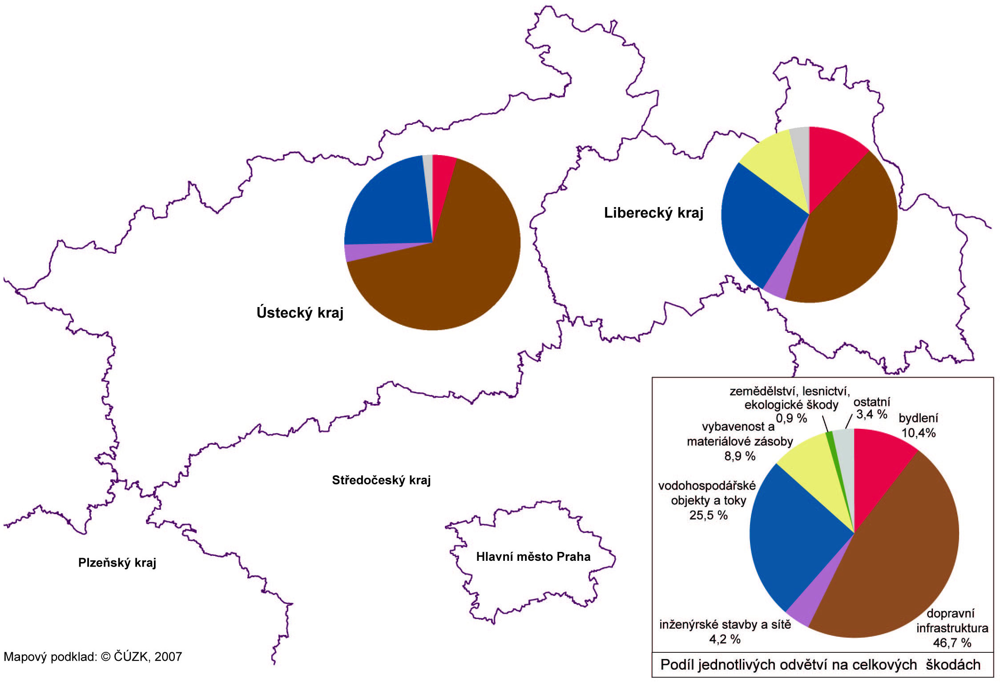 Liberecký kraj
Ústecký kraj
Středočeský kraj
Hlavní město Praha
Plzeňský kraj
Mapový podklad: © ČÚZK, 2007
zemědělství, lesnictví,
ekologické škody
0,9 %
ostatní
3,4 %
bydlení
10,4%
vybavenost a
materiálové zásoby
8,9 %
vodohospodářské
objekty a toky
25,5 %
inženýrské stavby a sítě
4,2 %
dopravní
infrastruktura
46,7 %
Podíl jednotlivých odvětví na celkových škodách